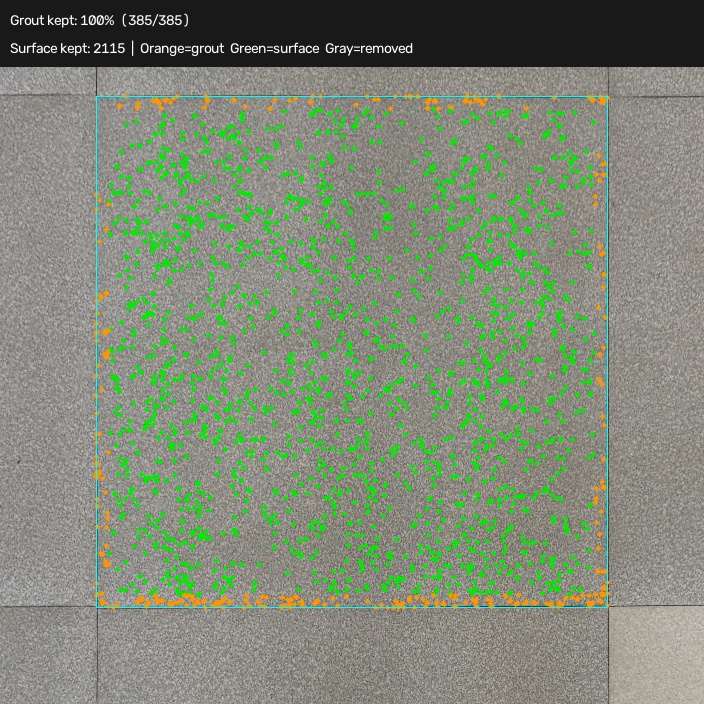 Grout kept: 100%  (385/385)
Surface kept: 2115  |  Orange=grout  Green=surface  Gray=removed